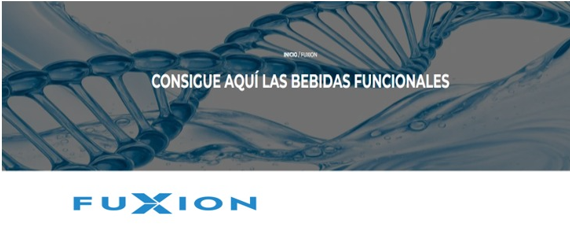 INICIO / FUXION
CONSIGUE AQUÍ LAS BEBIDAS FUNCIONALES
FUXION